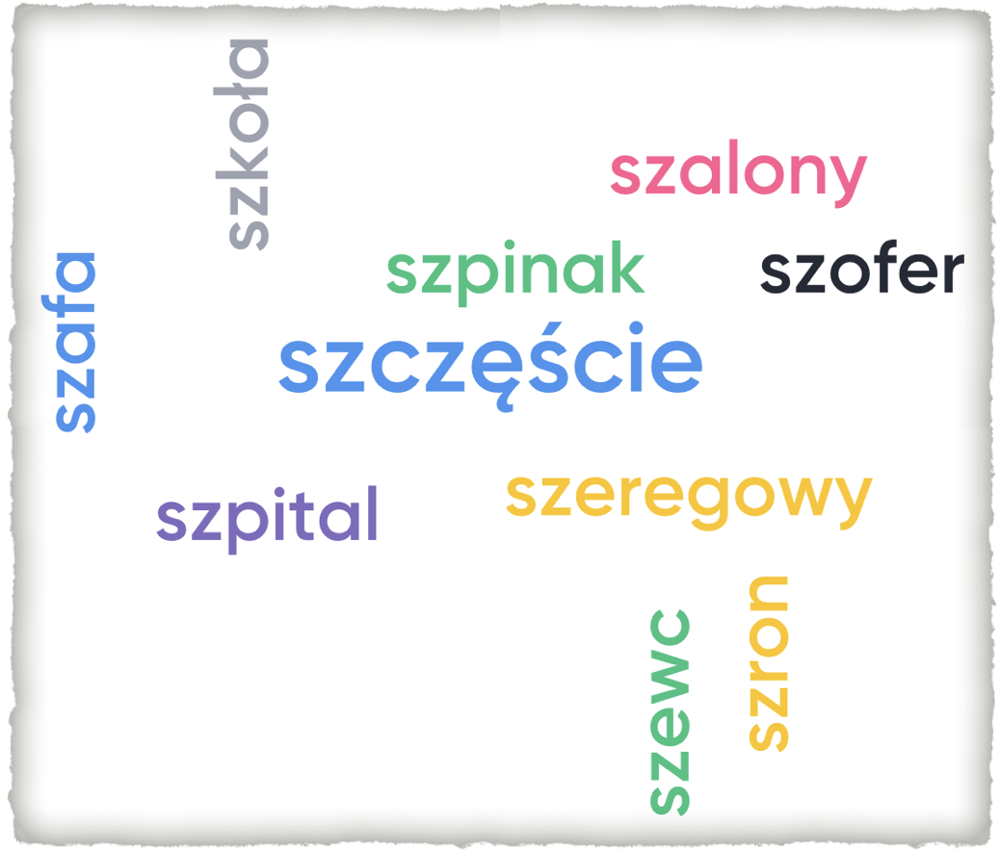 szkoła
szalony
szpinak
szofer
szafa
szczęście
szeregowy
szpital
szewc
szron